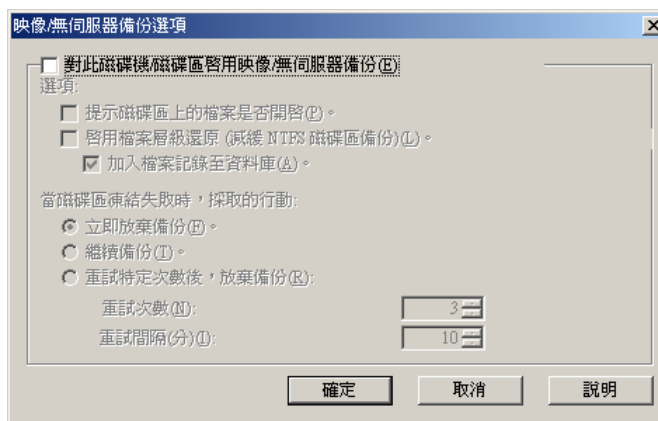 映像/無伺服器備份選項
對此磁碟機/磁碟區啓用映像/無伺服器備份(E)
選項:
提示磁碟區上的檔案是否開啓(P)。
啓用檔案層級還原 (減緩 NTFS 磁碟區備份)(L)。
加入檔案記錄至資料庫(A)。
當磁碟區凍結失敗時，採取的行動:
立即放棄備份(F)。
繼續備份(T)。
重試特定次數後，放棄備份(R):
重試次數(N): 3
重試間隔(分)(I): 10
確定 取消 說明